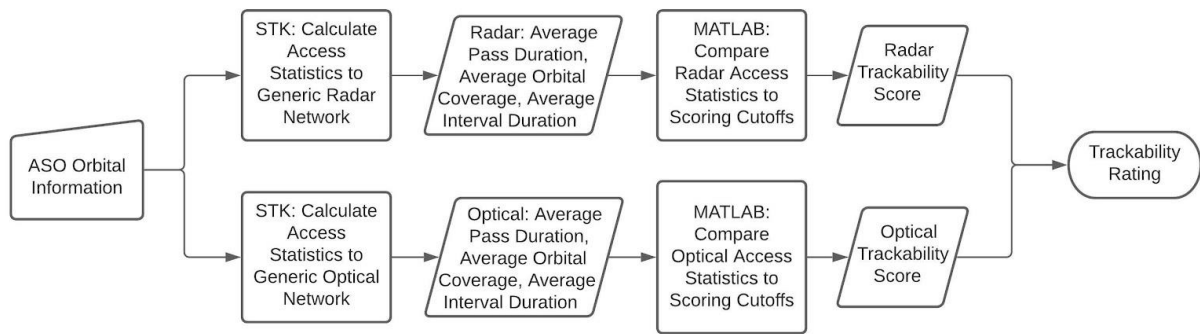 ASO Orbital
Information
STK: Calculate
Access
Statistics to
Generic Radar
Network
Radar: Average
Pass Duration,
Average Orbital
Coverage, Average
Interval Duration
MATLAB:
Compare
Radar Access
Statistics to
Scoring Cutoffs
Radar
Trackability
Score
STK: Calculate
Access
Statistics to
Generic Optical
Network
Optical: Average
Pass Duration,
Average Orbital
Coverage, Average
Interval Duration
MATLAB:
Compare
Optical Access
Statistics to
Scoring Cutoffs
Optical
Trackability
Score
Trackability
Rating